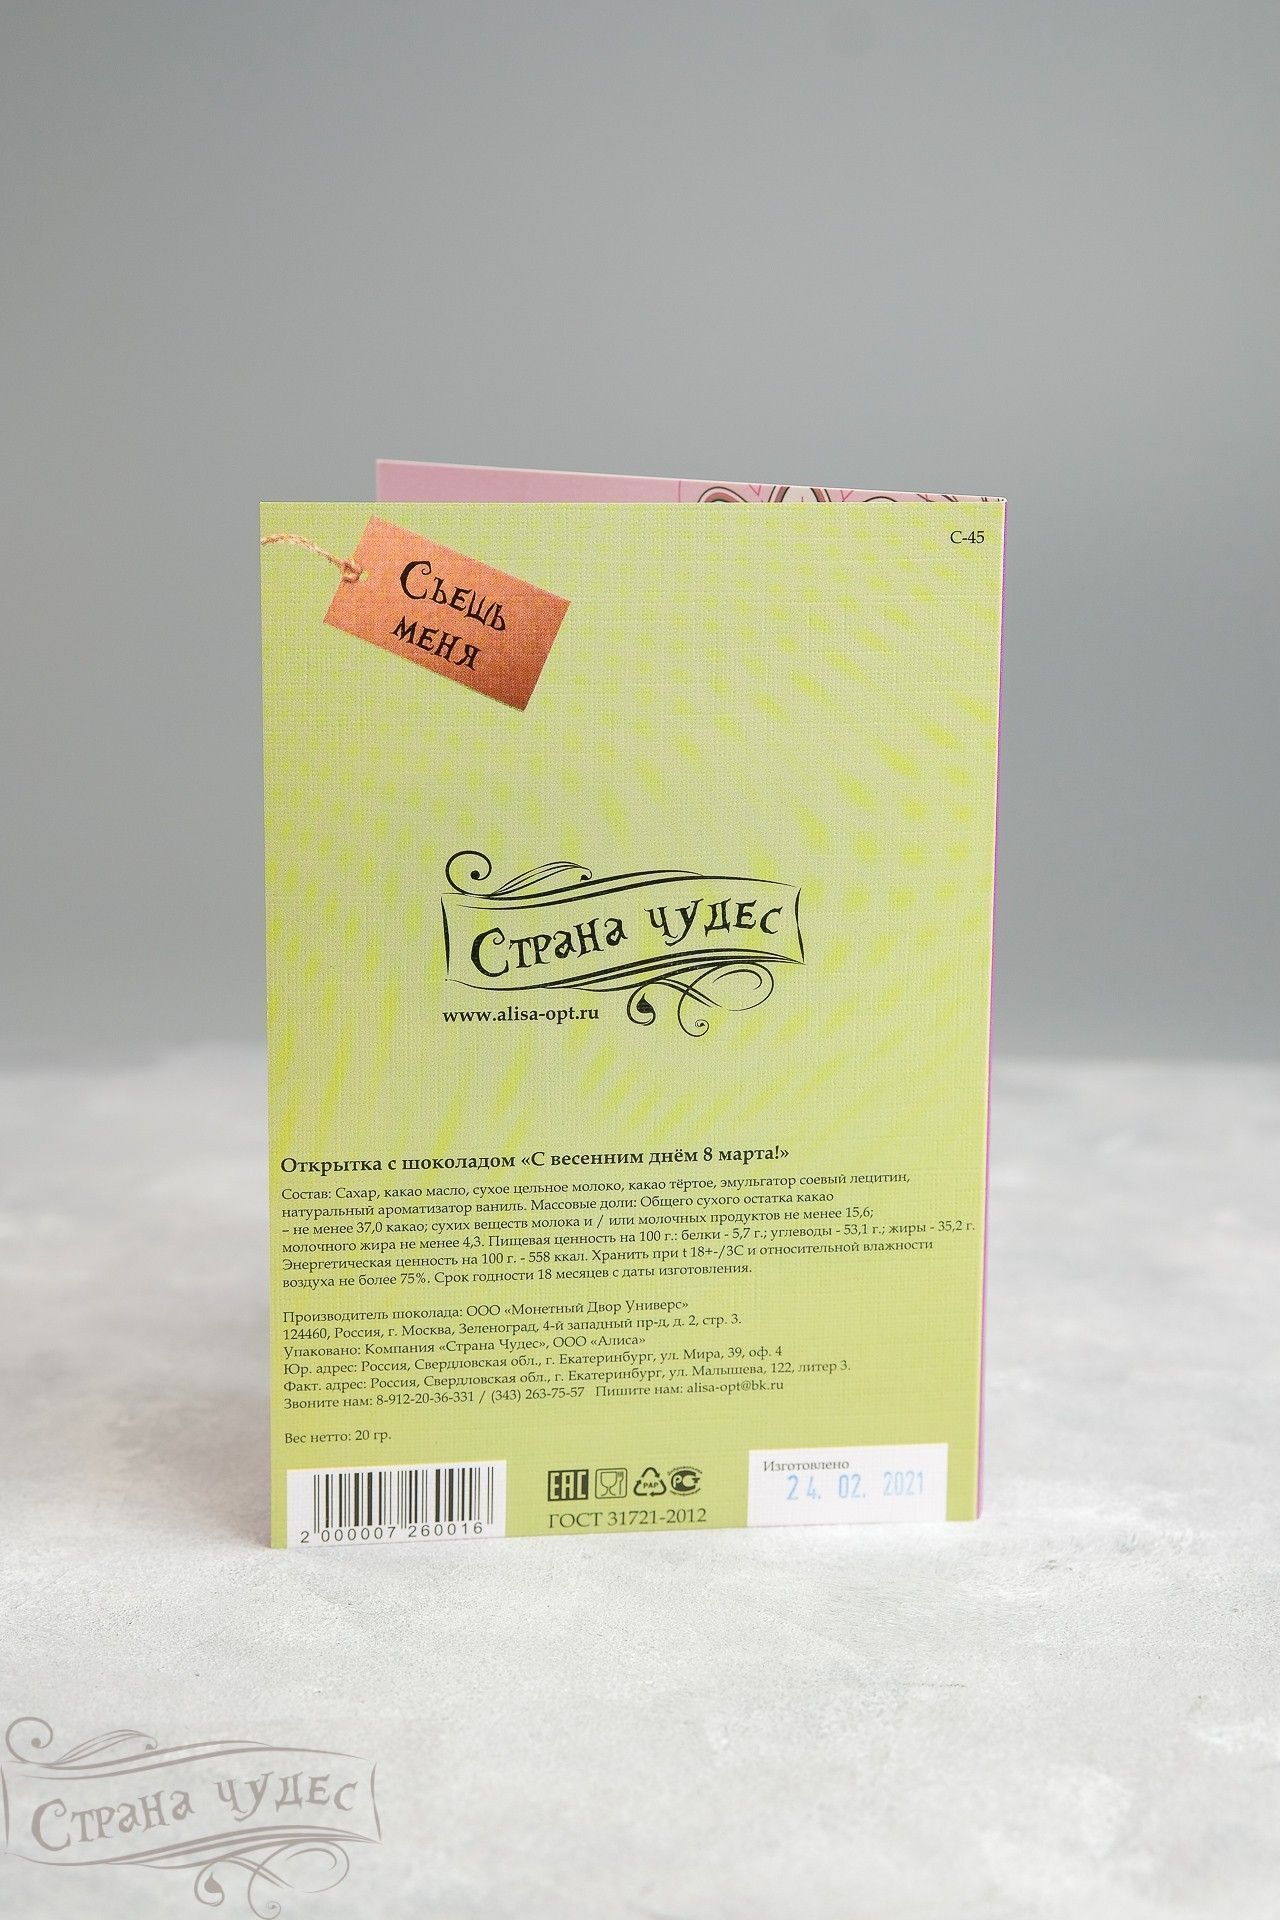 С-45
Съешь
меня
Страна чудес
www.alisa-opt.ru
Открытка с шоколадом «С весенним днём 8 марта!»
Состав: Сахар, какао масло, сухое цельное молоко, какао тёртое, эмульгатор соевый лецитин,
натуральный ароматизатор ваниль. Массовые доли: Общего сухого остатка какао
– не менее 37,0 какао; сухих веществ молока и / или молочных продуктов не менее 15,6;
молочного жира не менее 4,3. Пищевая ценность на 100 г.: белки - 5,7 г.; углеводы - 53,1 г.; жиры - 35,2 г.
Энергетическая ценность на 100 г. - 558 ккал. Хранить при t 18+-/3С и относительной влажности
воздуха не более 75%. Срок годности 18 месяцев с даты изготовления.
Производитель шоколада: ООО «Монетный Двор Универс»
124460, Россия, г. Москва, Зеленоград, 4-й западный пр-д, д. 2, стр. 3.
Упаковано: Компания «Страна Чудес», ООО «Алиса»
Юр. адрес: Россия, Свердловская обл., г. Екатеринбург, ул. Мира, 39, оф. 4
Факт. адрес: Россия, Свердловская обл., г. Екатеринбург, ул. Малышева, 122, литер 3.
Звоните нам: 8-912-20-36-331 / (343) 263-75-57 Пишите нам: alisa-opt@bk.ru
Вес нетто: 20 гр.
2 000007 260016
EAC
PAP
РС
ГОСТ 31721-2012
Изготовлено
24. 02. 2021
Страна чудес